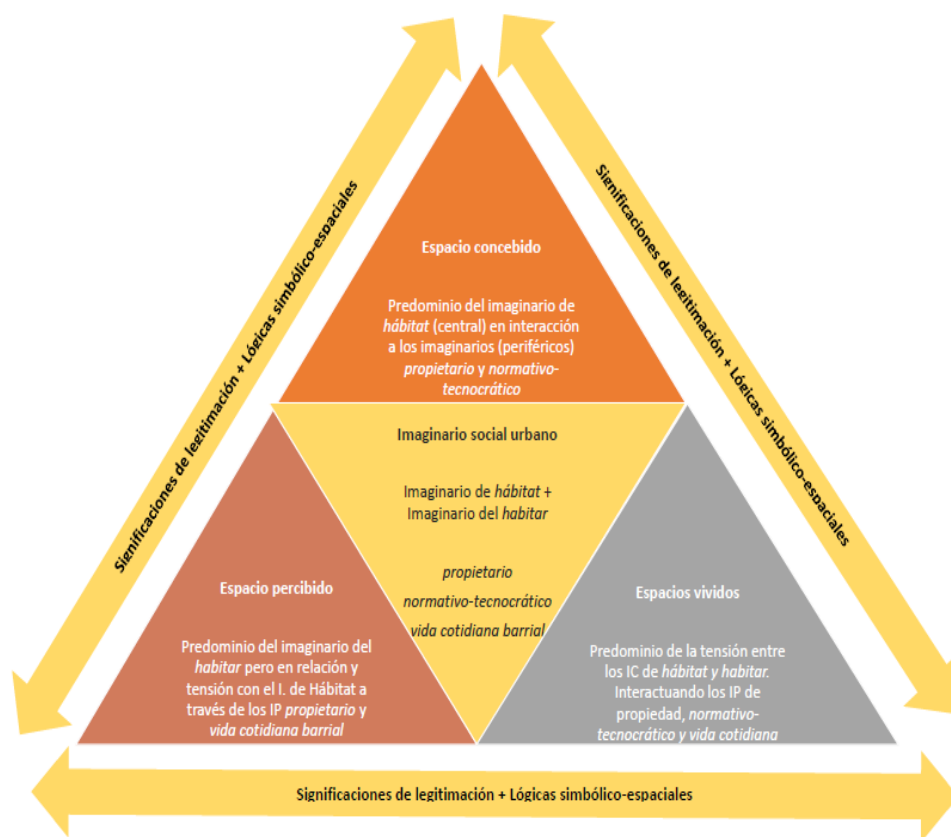 Significaciones de legitimación + Lógicas simbólico-espaciales
Significaciones de legitimación + Lógicas simbólico-espaciales
Espacio concebido
Predominio del imaginario de
hábitat (central) en interacción
a los imaginarios (periféricos)
propietario y normativo-
tecnocrático
Imaginario social urbano
Imaginario de hábitat +
Imaginario del habitar
propietario
normativo-tecnocrático
vida cotidiana barrial
Espacio percibido
Predominio del imaginario del
habitar pero en relación y
tensión con el I. de Hábitat a
través de los IP propietario y
vida cotidiana barrial
Espacios vividos
Predominio de la tensión entre
los IC de hábitat y habitar.
Interactuando los IP de
propiedad, normativo-
tecnocrático y vida cotidiana
Significaciones de legitimación + Lógicas simbólico-espaciales